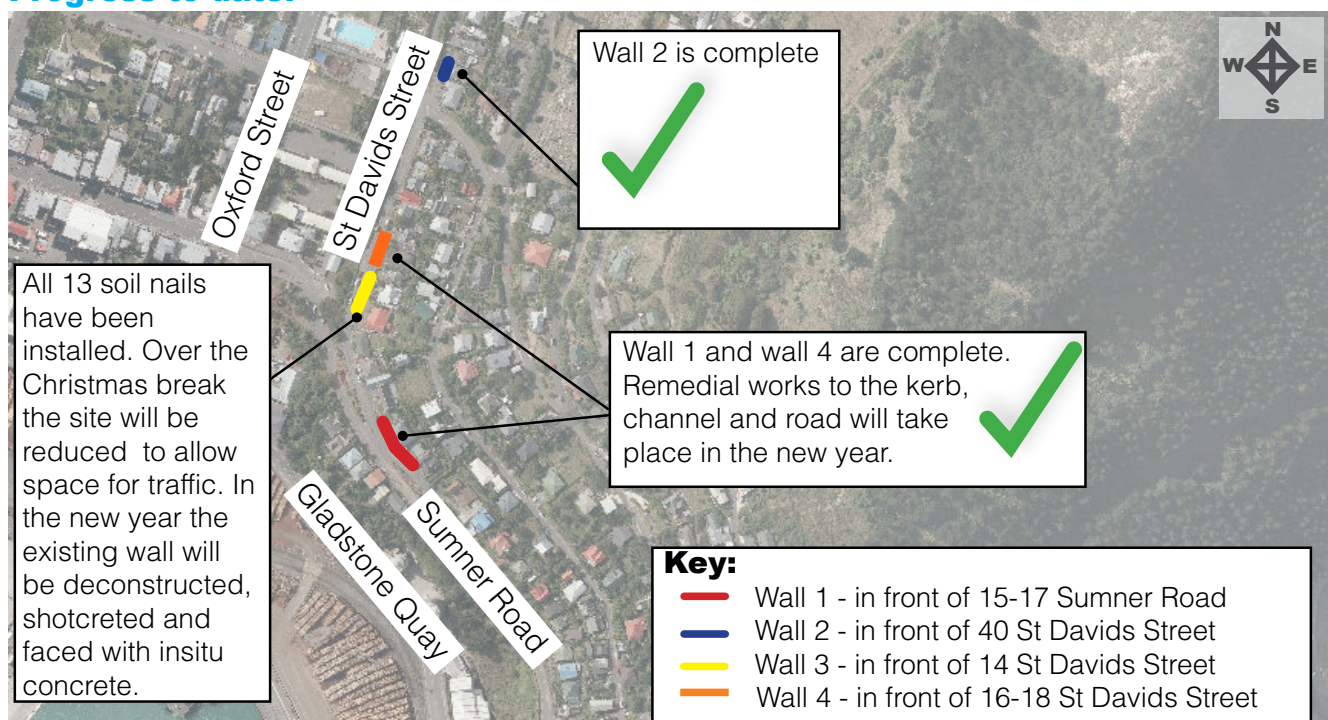 Progress to date:
N
W E
S
Wall 2 is complete
Oxford Street
St Davids Street
All 13 soil nails
have been
installed. Over the
Christmas break
the site will be
reduced to allow
space for traffic. In
the new year the
existing wall will
be deconstructed,
shotcreted and
faced with insitu
concrete.
Wall 1 and wall 4 are complete.
Remedial works to the kerb,
channel and road will take
place in the new year.
Gladstone Quay
Sumner Road
Key:
Wall 1 - in front of 15-17 Sumner Road
Wall 2 - in front of 40 St Davids Street
Wall 3 - in front of 14 St Davids Street
Wall 4 - in front of 16-18 St Davids Street